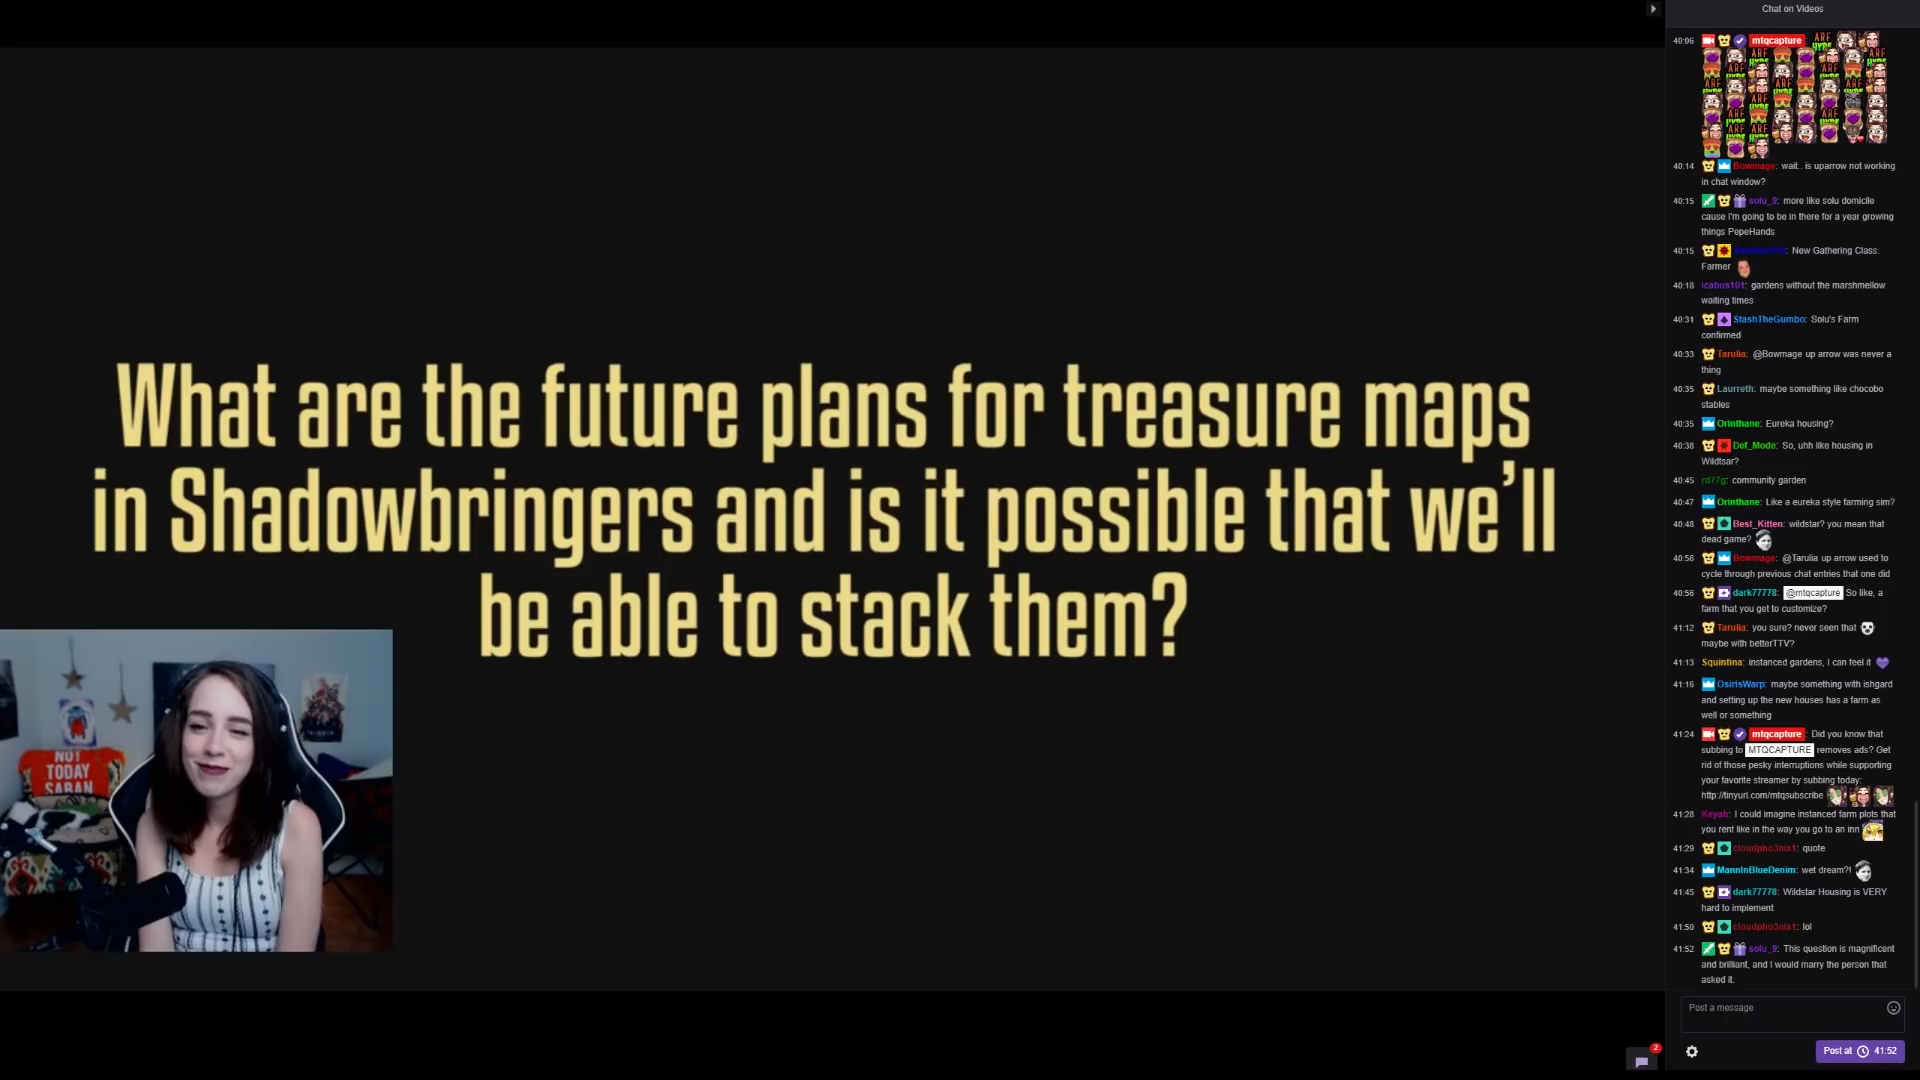 What are the future plans for treasure maps
in Shadowbringers and is it possible that we'll
be able to stack them?
NOT
TODAY
SABAN
Chat on Videos
40:06 mtqcapture
40:14 Bowmage: wait.. is uparrow not working
in chat window?
40:15 solu_9: more like solu domicile
cause I'm going to be in there for a year growing
things PepeHands
40:15 : New Gathering Class.
Farmer
40:18 icabus101: gardens without the marshmellow
waiting times
40:31 StashTheGumbo: Solu's Farm
confirmed
40:33 Tarulia: @Bowmage up arrow was never a
thing
40:35 Laurreth: maybe something like chocobo
stables
40:35 Orinthane: Eureka housing?
40:38 Def_Mode: So, uhh like housing in
Wildtsar?
40:45 rd77g: community garden
40:47 Orinthane: Like a eureka style farming sim?
40:48 Best_Kitten: wildstar? you mean that
dead game?
40:56 Bowmage: @Tarulia up arrow used to
cycle through previous chat entries that one did
40:56 dark77778: @mtqcapture So like, a
farm that you get to customize?
41:12 Tarulia: you sure? never seen that
maybe with betterTTV?
41:13 Squintina: instanced gardens, I can feel it
41:16 OsirisWarp: maybe something with ishgard
and setting up the new houses has a farm as
well or something
41:24 mtqcapture: Did you know that
subbing to MTQCAPTURE removes ads? Get
rid of those pesky interruptions while supporting
your favorite streamer by subbing today:
http://tinyurl.com/mtqsubscribe
41:28 Keyah: I could imagine instanced farm plots that
you rent like in the way you go to an inn
41:29 cloudpho3nix1: quote
41:34 MannInBlueDenim: wet dream?!
41:45 dark77778: Wildstar Housing is VERY
hard to implement
41:50 cloudpho3nix1: lol
41:52 solu_9: This question is magnificent
and brilliant, and I would marry the person that
asked it.
Post a message
2
Post at 41:52